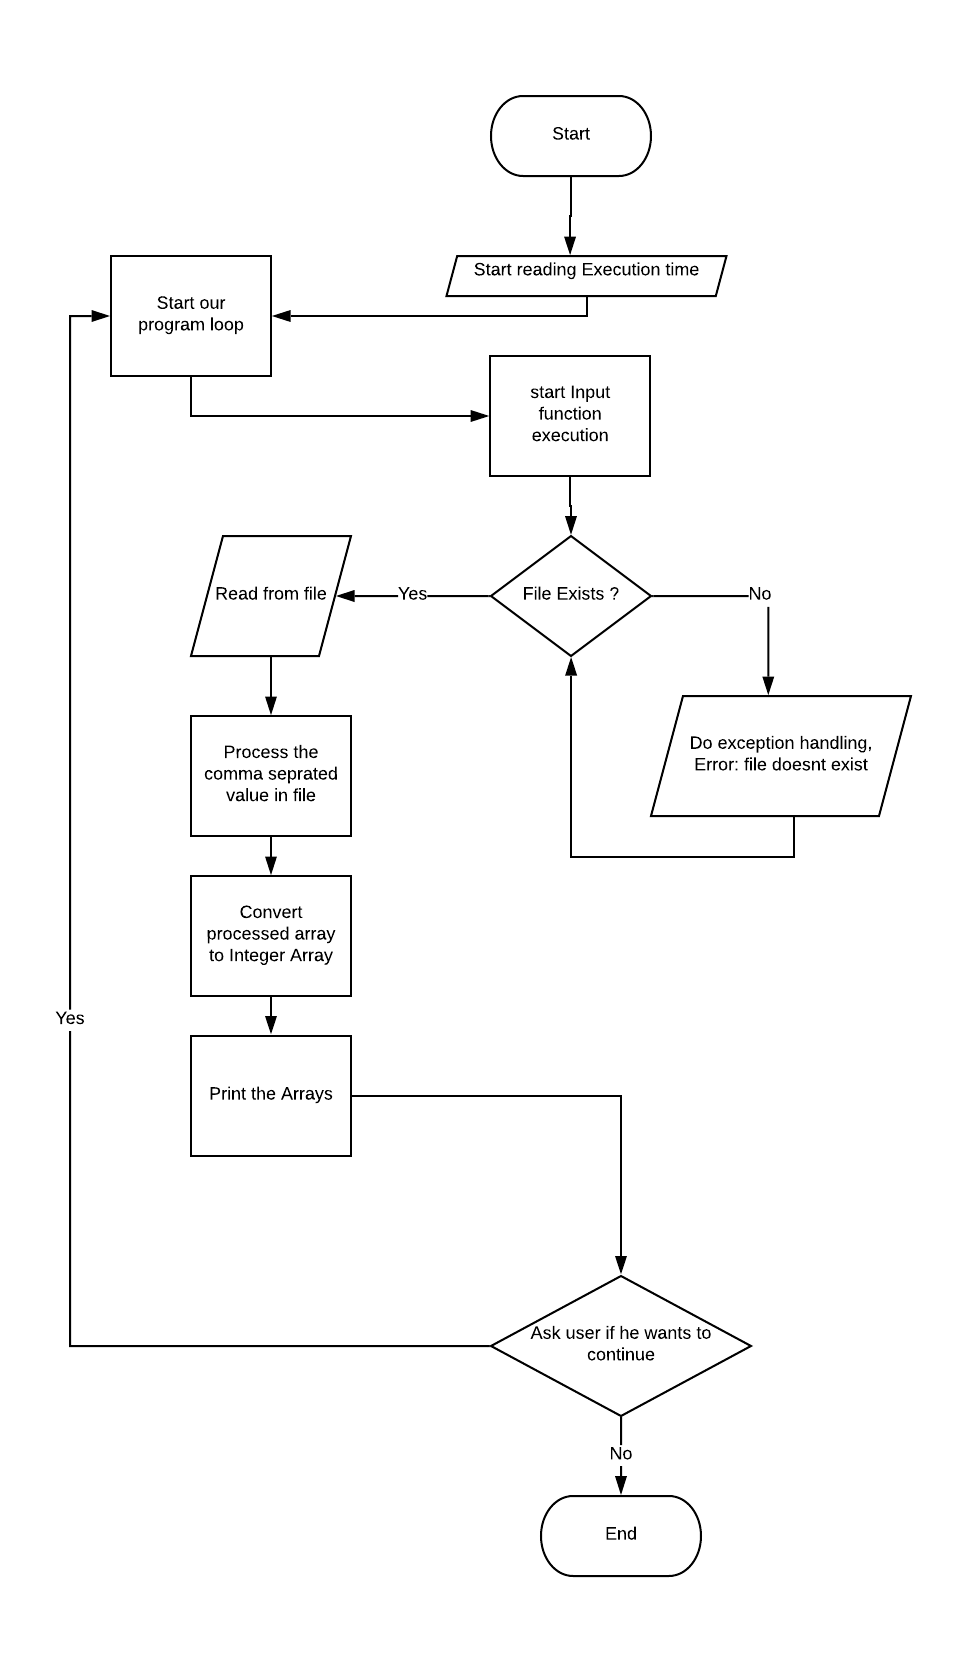 Start
Start reading Execution time
Start our
program loop
start Input
function
execution
File Exists ?
Yes
No
Read from file
Do exception handling,
Error: file doesnt exist
Process the
comma seprated
value in file
Convert
processed array
to Integer Array
Print the Arrays
Yes
Ask user if he wants to
continue
No
End